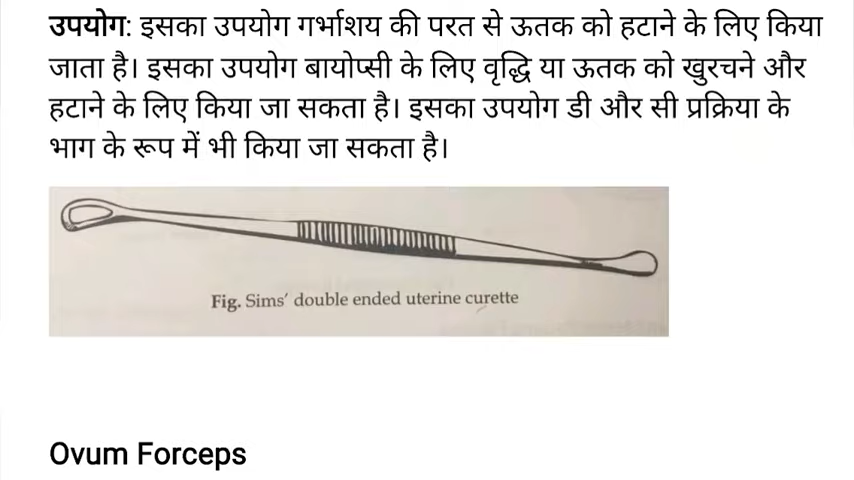 उपयोग: इसका उपयोग गर्भाशय की परत से ऊतक को हटाने के लिए किया
जाता है। इसका उपयोग बायोप्सी के लिए वृद्धि या ऊतक को खुरचने और
हटाने के लिए किया जा सकता है। इसका उपयोग डी और सी प्रक्रिया के
भाग के रूप में भी किया जा सकता है।
Fig. Sims' double ended uterine curette
Ovum Forceps